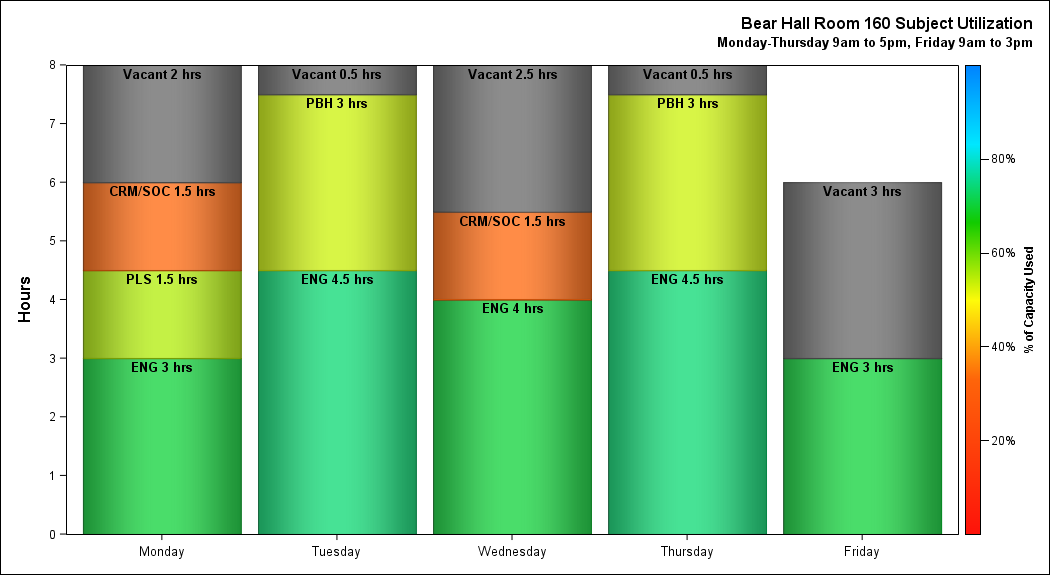 Bear Hall Room 160 Subject Utilization
Monday-Thursday 9am to 5pm, Friday 9am to 3pm
Hours
8
7
6
5
4
3
2
1
0
Vacant 2 hrs
CRM/SOC 1.5 hrs
PLS 1.5 hrs
ENG 3 hrs
Vacant 0.5 hrs
PBH 3 hrs
ENG 4.5 hrs
Vacant 2.5 hrs
CRM/SOC 1.5 hrs
ENG 4 hrs
Vacant 0.5 hrs
PBH 3 hrs
ENG 4.5 hrs
Vacant 3 hrs
ENG 3 hrs
Monday
Tuesday
Wednesday
Thursday
Friday
80%
60%
40%
20%
% of Capacity Used